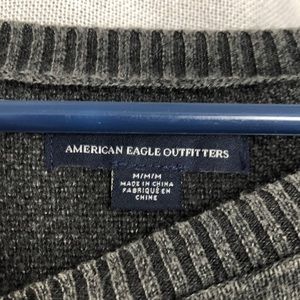 AMERICAN EAGLE OUTFITTERS
M/M/M
MADE IN CHINA
FABRIQUÉ EN
CHINE